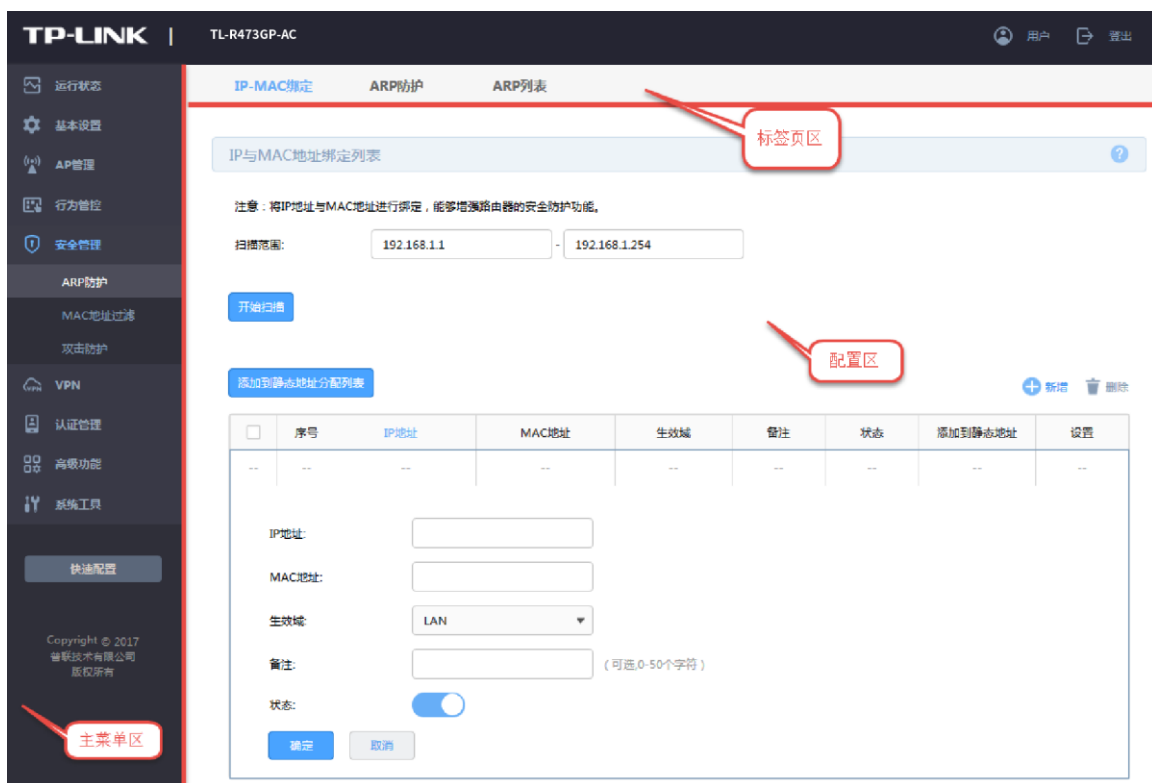 TP-LINK | TL-R473GP-AC 用户 登出
运行状态
基本设置
AP管理
行为管控
安全管理
ARP防护
MAC地址过滤
攻击防护
VPN
VPN
认证管理
高级功能
系统工具
快速配置
Copyright © 2017
普联技术有限公司
版权所有
主菜单区
IP-MAC绑定 ARP防护 ARP列表
标签页区
IP与MAC地址绑定列表 ?
注意：将IP地址与MAC地址进行绑定，能够增强路由器的安全防护功能。
扫描范围: 192.168.1.1 - 192.168.1.254
开始扫描
配置区
添加到静态地址分配列表 新增 删除
序号 IP地址 MAC地址 生效域 备注 状态 添加到静态地址 设置
-- -- -- -- -- -- -- -- --
IP地址:
MAC地址:
生效域: LAN
备注: (可选,0-50个字符)
状态:
确定 取消